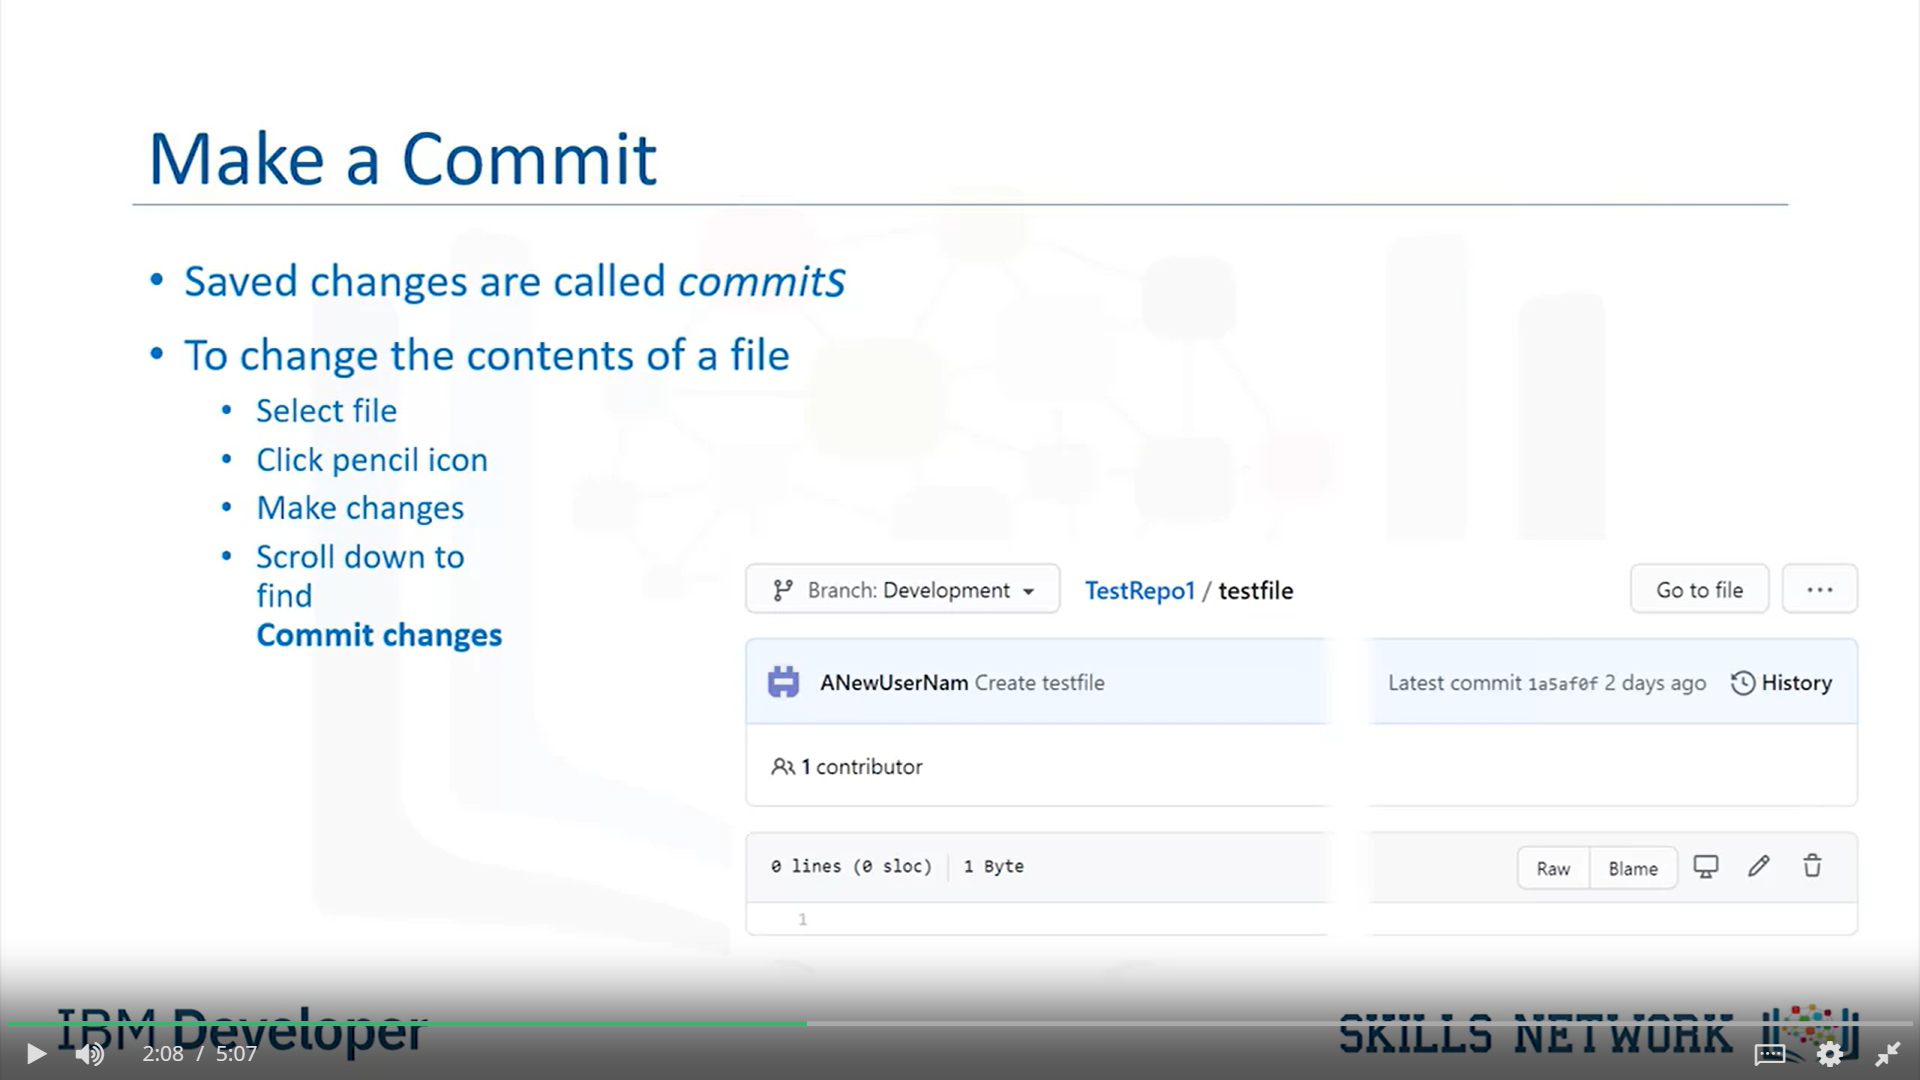 Make a Commit
• Saved changes are called commits
• To change the contents of a file
• Select file
• Click pencil icon
• Make changes
• Scroll down to
find
Commit changes
Branch: Development
TestRepo1 / testfile
Go to file
ANewUserNam Create testfile
Latest commit 1a5af0f 2 days ago
History
1 contributor
0 lines (0 sloc)
1 Byte
Raw
Blame
1
IBM Developer
SKILLS NETWORK
2:08 / 5:07